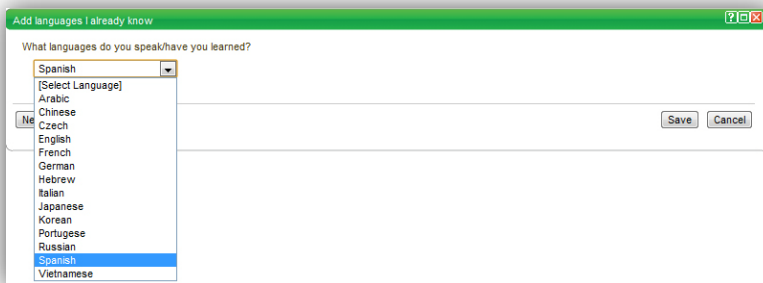 Add languages I already know
What languages do you speak/have you learned?
Spanish
[Select Language]
Arabic
Chinese
Czech
English
French
German
Hebrew
Italian
Japanese
Korean
Portugese
Russian
Spanish
Vietnamese
Ne
Save Cancel